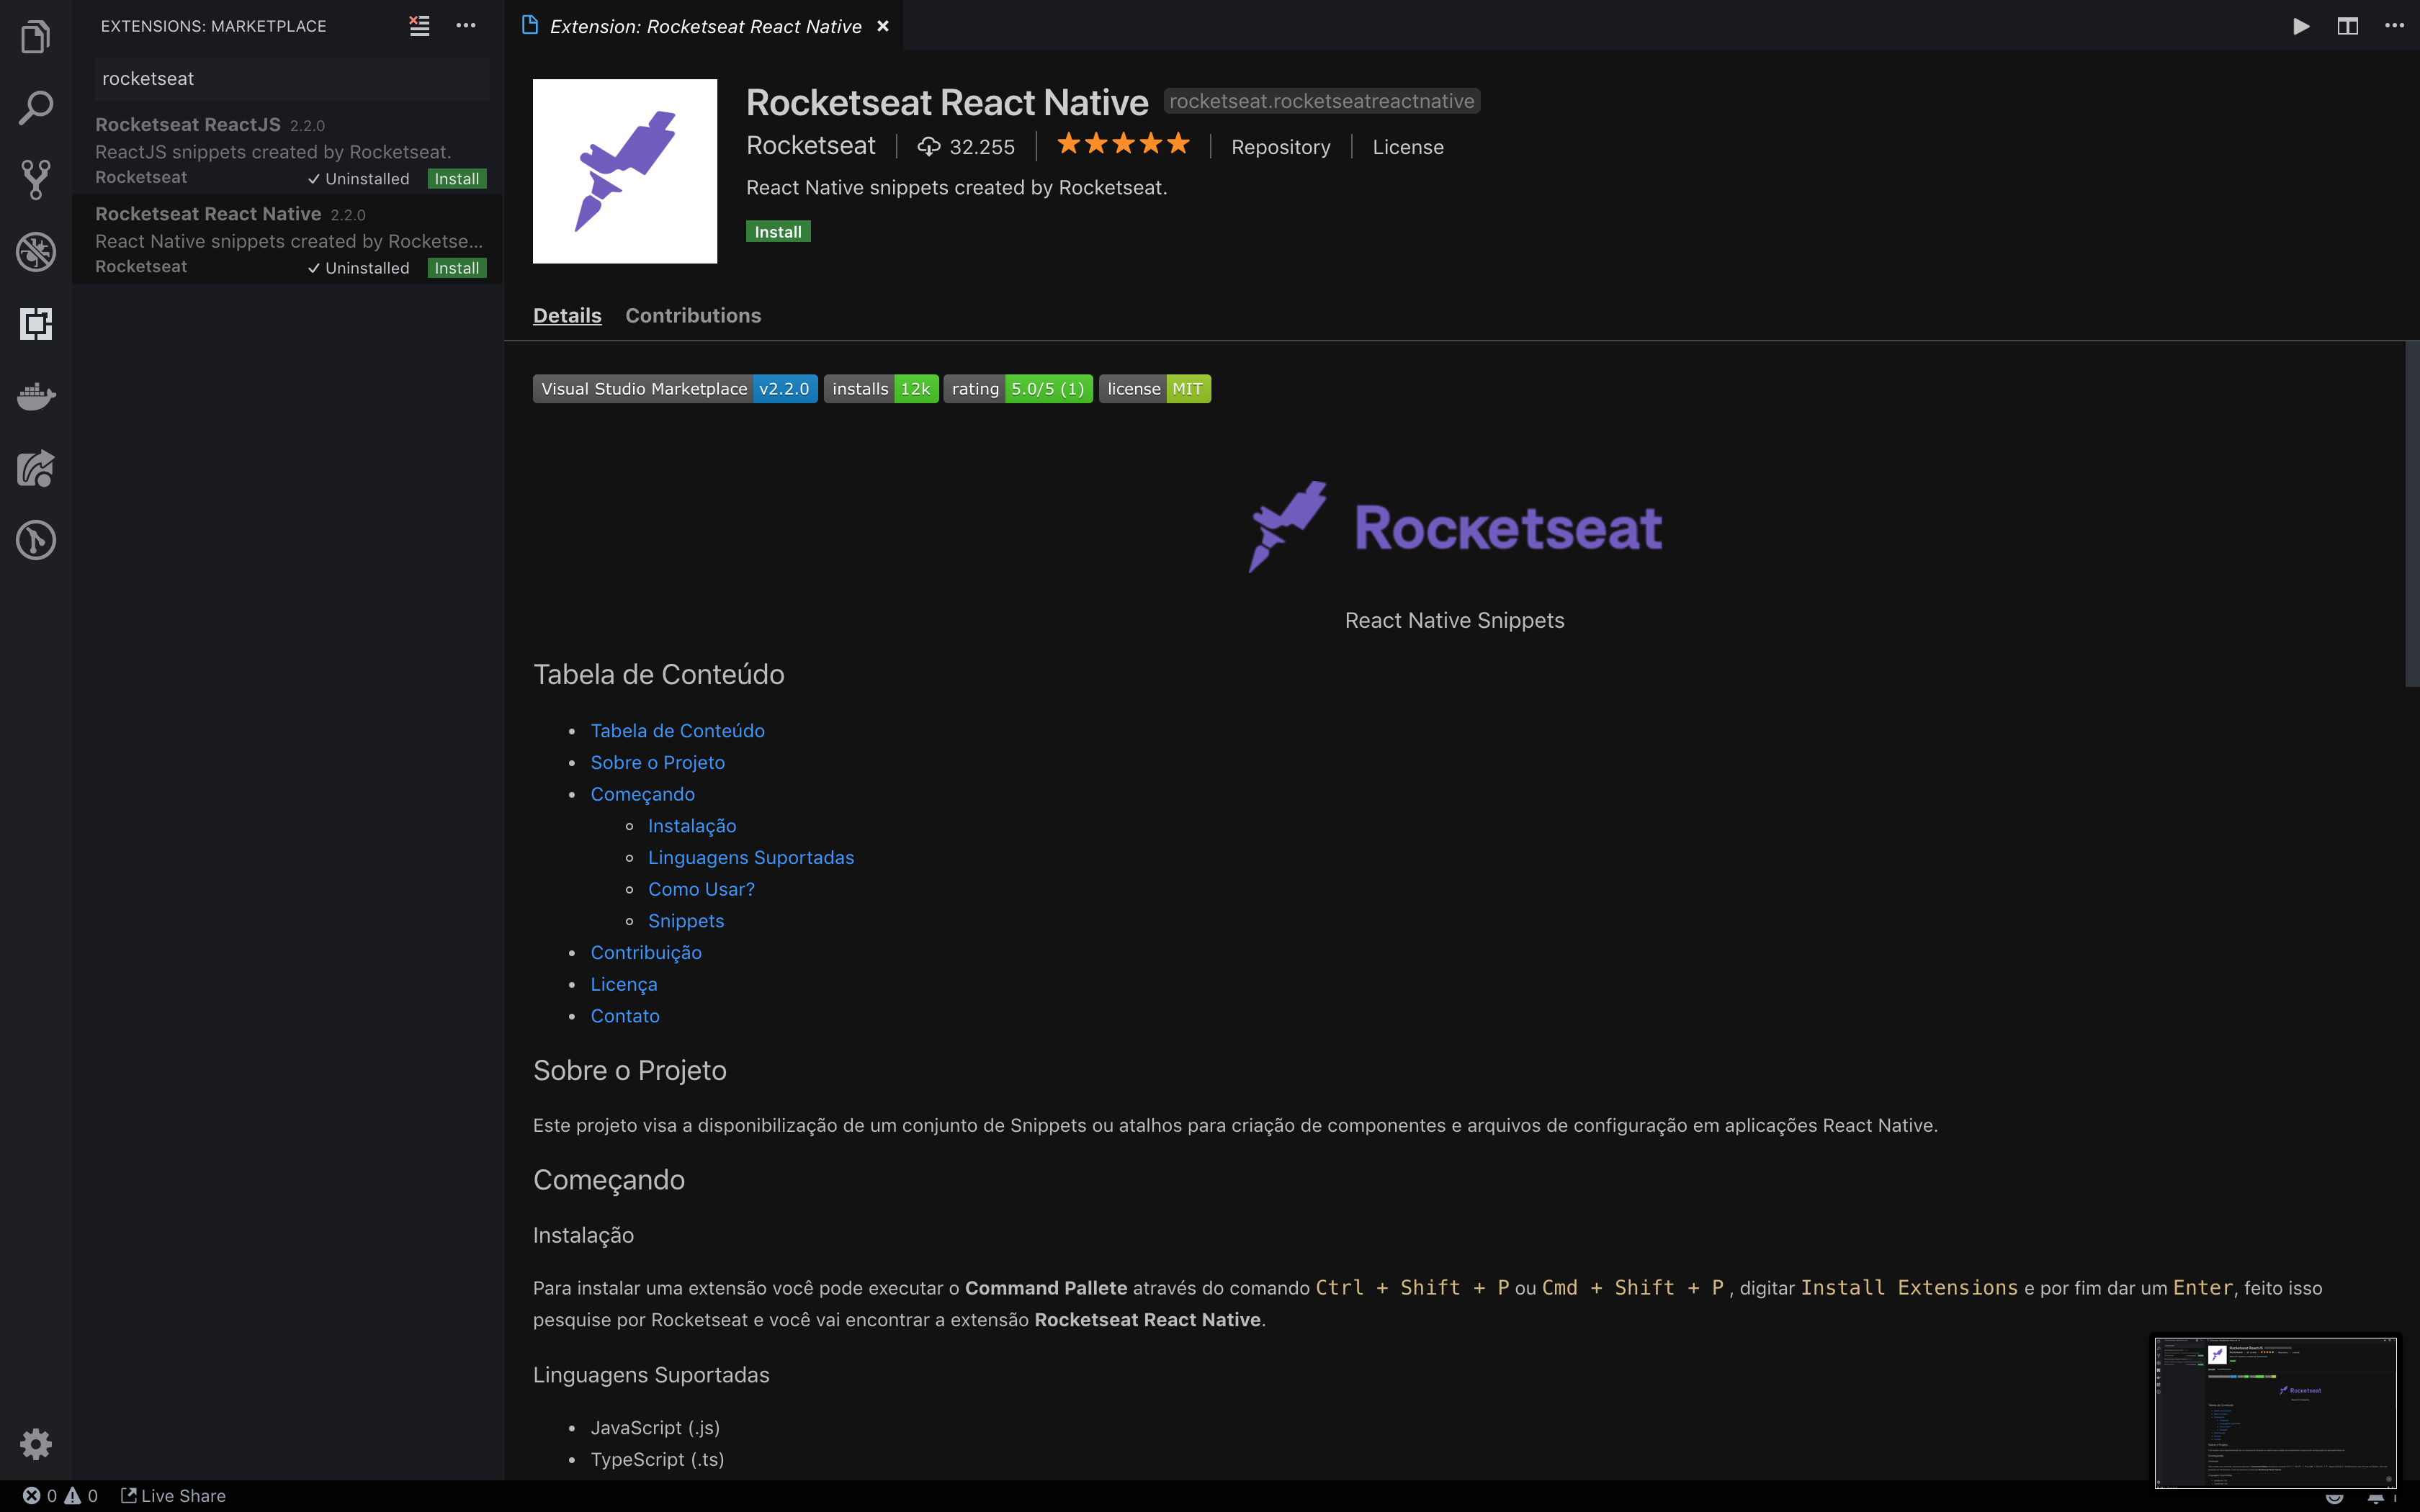 EXTENSIONS: MARKETPLACE
rocketseat
Rocketseat ReactJS 2.2.0
ReactJS snippets created by Rocketseat.
Rocketseat Uninstalled Install
Rocketseat React Native 2.2.0
React Native snippets created by Rocketse...
Rocketseat Uninstalled Install
Extension: Rocketseat React Native
Rocketseat React Native rocketseat.rocketseatreactnative
Rocketseat 32.255 Repository License
React Native snippets created by Rocketseat.
Install
Details Contributions
Visual Studio Marketplace v2.2.0 installs 12k rating 5.0/5 (1) license MIT
Rocketseat
React Native Snippets
Tabela de Conteúdo
Tabela de Conteúdo
Sobre o Projeto
Começando
Instalação
Linguagens Suportadas
Como Usar?
Snippets
Contribuição
Licença
Contato
Sobre o Projeto
Este projeto visa a disponibilização de um conjunto de Snippets ou atalhos para criação de componentes e arquivos de configuração em aplicações React Native.
Começando
Instalação
Para instalar uma extensão você pode executar o Command Pallete através do comando Ctrl + Shift + P ou Cmd + Shift + P , digitar Install Extensions e por fim dar um Enter, feito isso
pesquise por Rocketseat e você vai encontrar a extensão Rocketseat React Native.
Linguagens Suportadas
JavaScript (.js)
TypeScript (.ts)
Rocketseat
0 0 Live Share